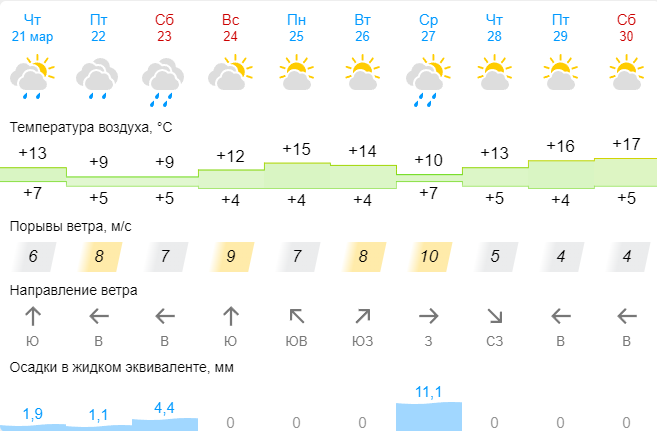 Чт Пт Сб Вс Пн Вт Ср Чт Пт Сб
21 мар 22 23 24 25 26 27 28 29 30
Температура воздуха, °C
+13 +9 +9 +12 +15 +14 +10 +13 +16 +17
+7 +5 +5 +4 +4 +4 +7 +5 +4 +5
Порывы ветра, м/с
6 8 7 9 7 8 10 5 4 4
Направление ветра
Ю В В Ю ЮВ ЮЗ З СЗ В В
Осадки в жидком эквиваленте, мм
1,9 1,1 4,4 0 0 0 11,1 0 0 0